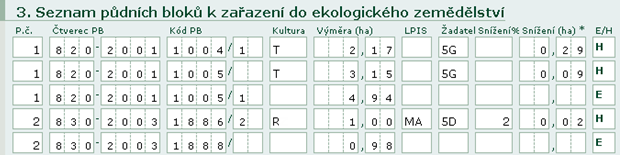 3. Seznam půdních bloků k zařazení do ekologického zemědělství
P.č. Čtverec PB Kód PB Kultura Výměra (ha) LPIS Žadatel Snížení% Snížení (ha) * E/H
1 820-2001 1004/1 T 2,17 5G 0,29 H
1 820-2001 1005/ T 3,15 5G 0,09 H
1 820-2001 1005/1 4,94 , E
2 830-2003 1886/2 R 1,00 MA 5D 2 0,02 H
2 830-2003 1888/ 0,98 , E